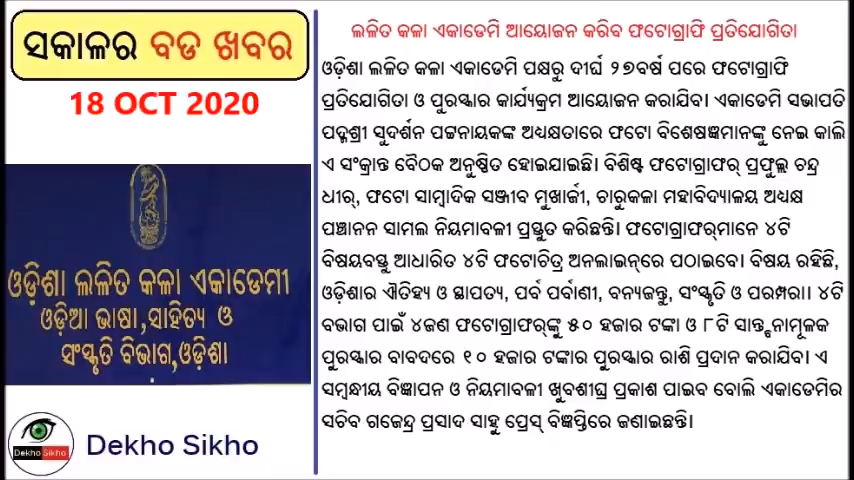 ସକାଳର ବଡ ଖବର
18 OCT 2020
ଓଡ଼ିଶା ଲଳିତ କଳା ଏକାଡେମୀ
ଓଡ଼ିଆ ଭାଷା,ସାହିତ୍ୟ ଓ
ସଂସ୍କୃତି ବିଭାଗ,ଓଡ଼ିଶା
Dekho Sikho
Dekho Sikho
ଲଳିତ କଳା ଏକାଡେମି ଆୟୋଜନ କରିବ ଫଟୋଗ୍ରାଫି ପ୍ରତିଯୋଗିତା
ଓଡ଼ିଶା ଲଳିତ କଳା ଏକାଡେମି ପକ୍ଷରୁ ଦୀର୍ଘ ୨୭ବର୍ଷ ପରେ ଫଟୋଗ୍ରାଫି
ପ୍ରତିଯୋଗିତା ଓ ପୁରସ୍କାର କାର୍ଯ୍ୟକ୍ରମ ଆୟୋଜନ କରାଯିବ। ଏକାଡେମି ସଭାପତି
ପଦ୍ମଶ୍ରୀ ସୁଦର୍ଶନ ପଟ୍ଟନାୟକଙ୍କ ଅଧ୍ୟକ୍ଷତାରେ ଫଟୋ ବିଶେଷଜ୍ଞମାନଙ୍କୁ ନେଇ କାଲି
ଏ ସଂକ୍ରାନ୍ତ ବୈଠକ ଅନୁଷ୍ଠିତ ହୋଇଯାଇଛି। ବିଶିଷ୍ଟ ଫଟୋଗ୍ରାଫର୍ ପ୍ରଫୁଲ୍ଲ ଚନ୍ଦ୍ର
ଧୀର୍, ଫଟୋ ସାମ୍ବାଦିକ ସଞ୍ଜୀବ ମୁଖାର୍ଜୀ, ଚାରୁକଳା ମହାବିଦ୍ୟାଳୟ ଅଧ୍ୟକ୍ଷ
ପଞ୍ଚାନନ ସାମଲ ନିୟମାବଳୀ ପ୍ରସ୍ତୁତ କରିଛନ୍ତି। ଫଟୋଗ୍ରାଫର୍‌ମାନେ ୪ଟି
ବିଷୟବସ୍ତୁ ଆଧାରିତ ୪ଟି ଫଟୋଚିତ୍ର ଅନଲାଇନ୍‌ରେ ପଠାଇବେ। ବିଷୟ ରହିଛି,
ଓଡ଼ିଶାର ଐତିହ୍ୟ ଓ ସ୍ଥାପତ୍ୟ, ପର୍ବ ପର୍ବାଣୀ, ବନ୍ୟଜନ୍ତୁ, ସଂସ୍କୃତି ଓ ପରମ୍ପରା। ୪ଟି
ବଭାଗ ପାଇଁ ୪ଜଣ ଫଟୋଗ୍ରାଫର୍‌ଙ୍କୁ ୫୦ ହଜାର ଟଙ୍କା ଓ ୮ଟି ସାନ୍ତ୍ବନାମୂଳକ
ପୁରସ୍କାର ବାବଦରେ ୧୦ ହଜାର ଟଙ୍କାର ପୁରସ୍କାର ରାଶି ପ୍ରଦାନ କରାଯିବ। ଏ
ସମ୍ବନ୍ଧୀୟ ବିଜ୍ଞାପନ ଓ ନିୟମାବଳୀ ଖୁବଶୀଘ୍ର ପ୍ରକାଶ ପାଇବ ବୋଲି ଏକାଡେମିର
ସଚିବ ଗଜେନ୍ଦ୍ର ପ୍ରସାଦ ସାହୁ ପ୍ରେସ୍ ବିଜ୍ଞପ୍ତିରେ ଜଣାଇଛନ୍ତି।